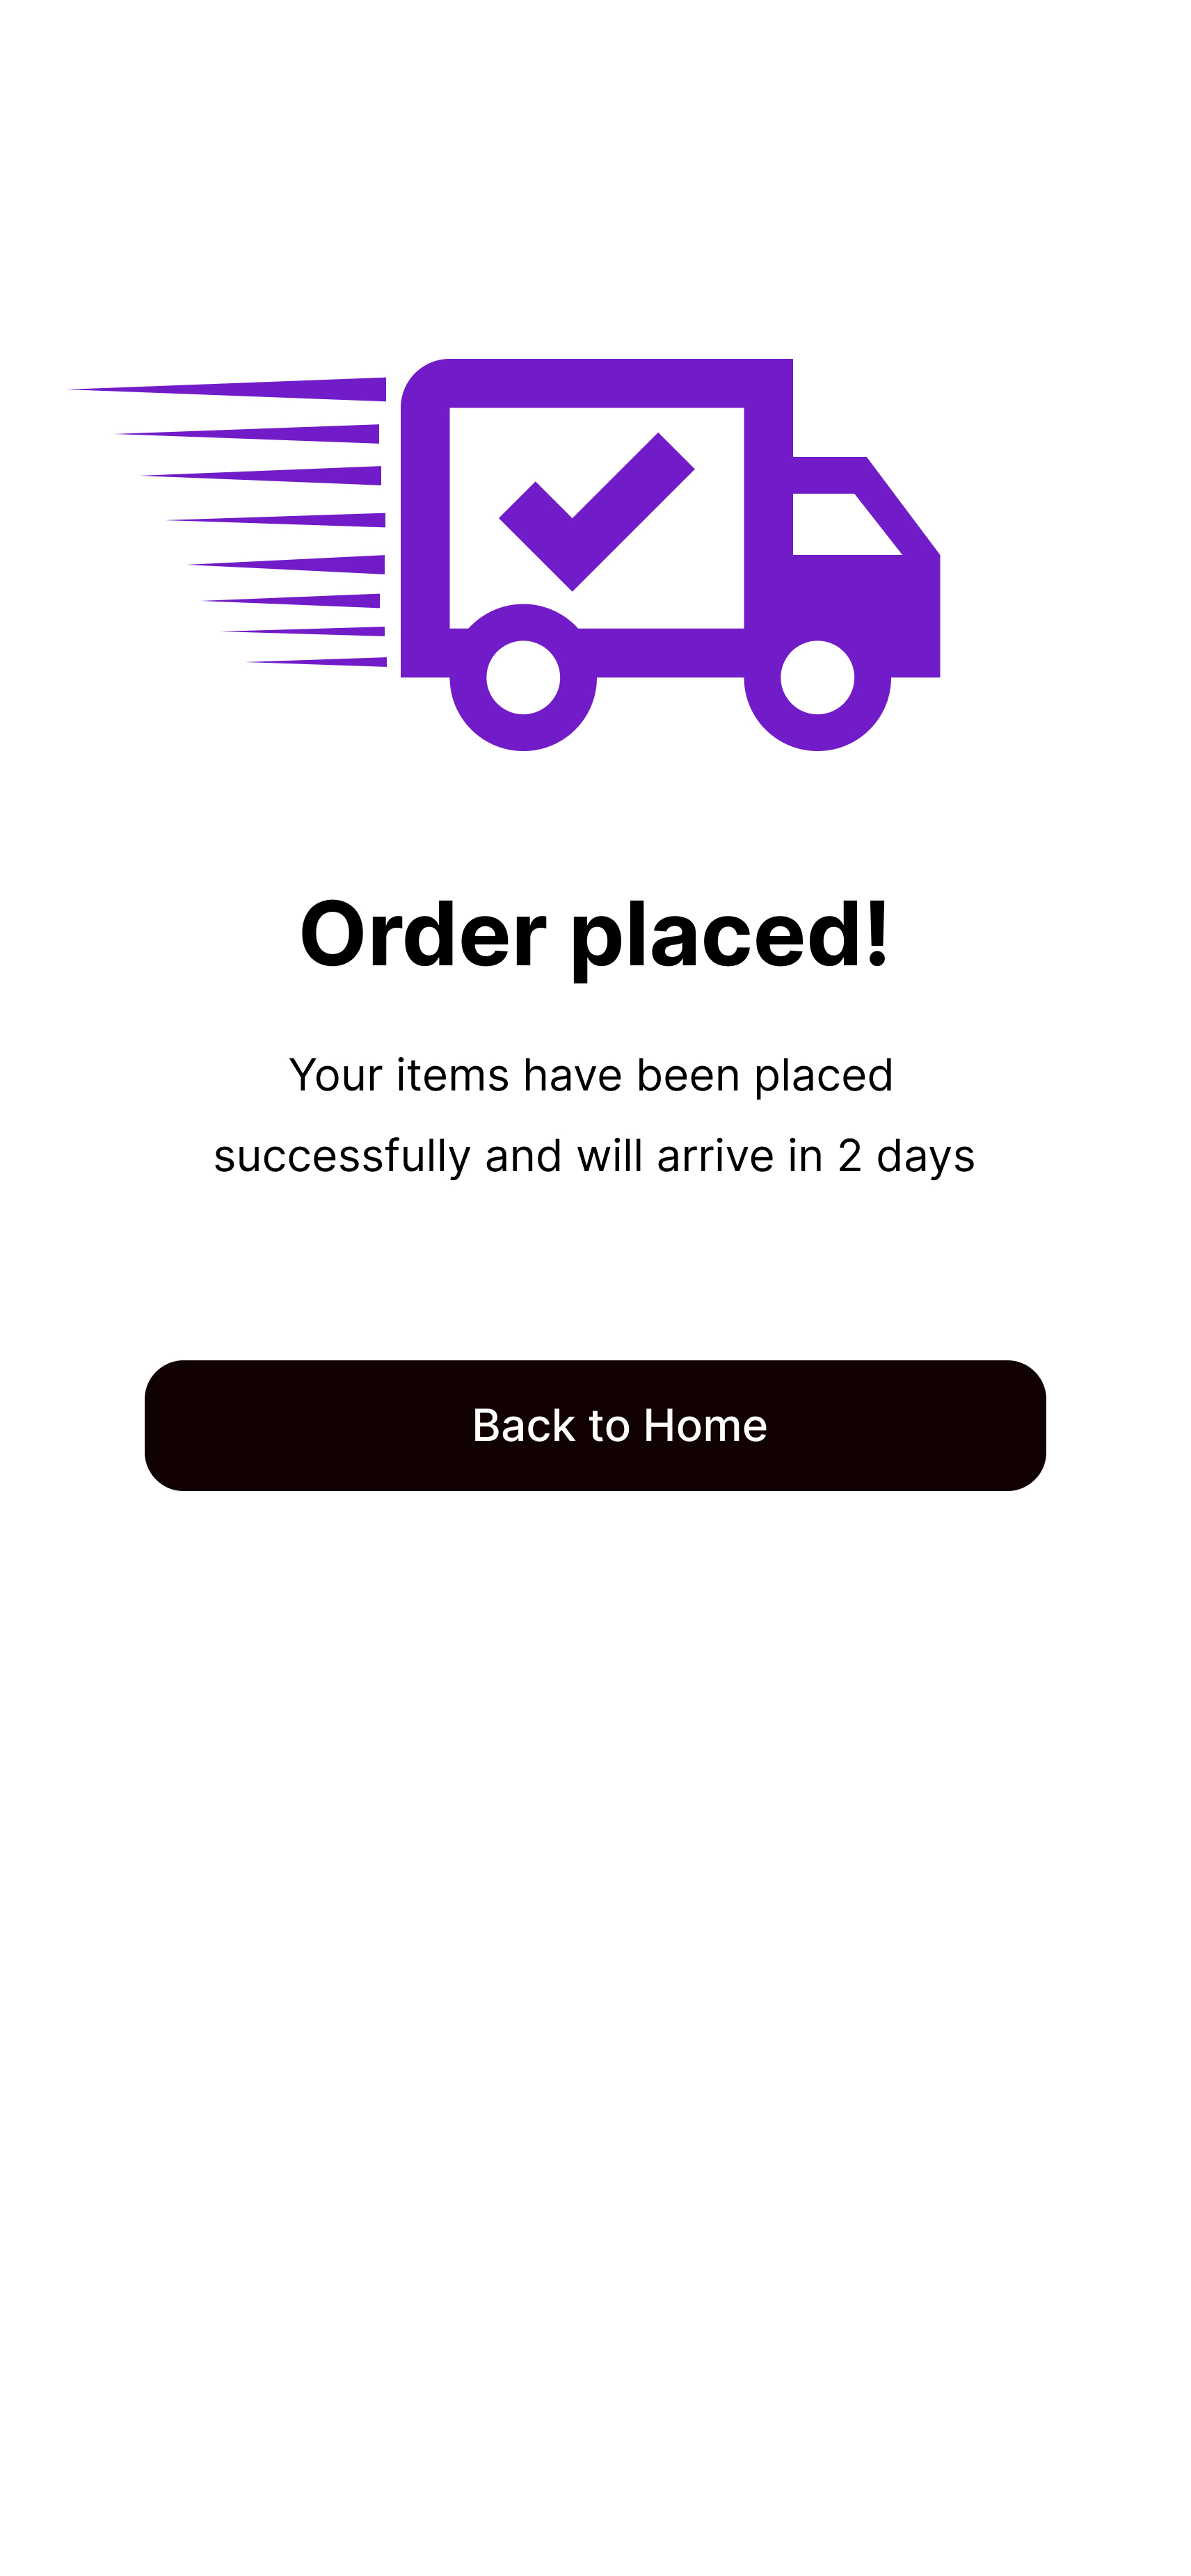 Order placed!
Your items have been placed
successfully and will arrive in 2 days
Back to Home